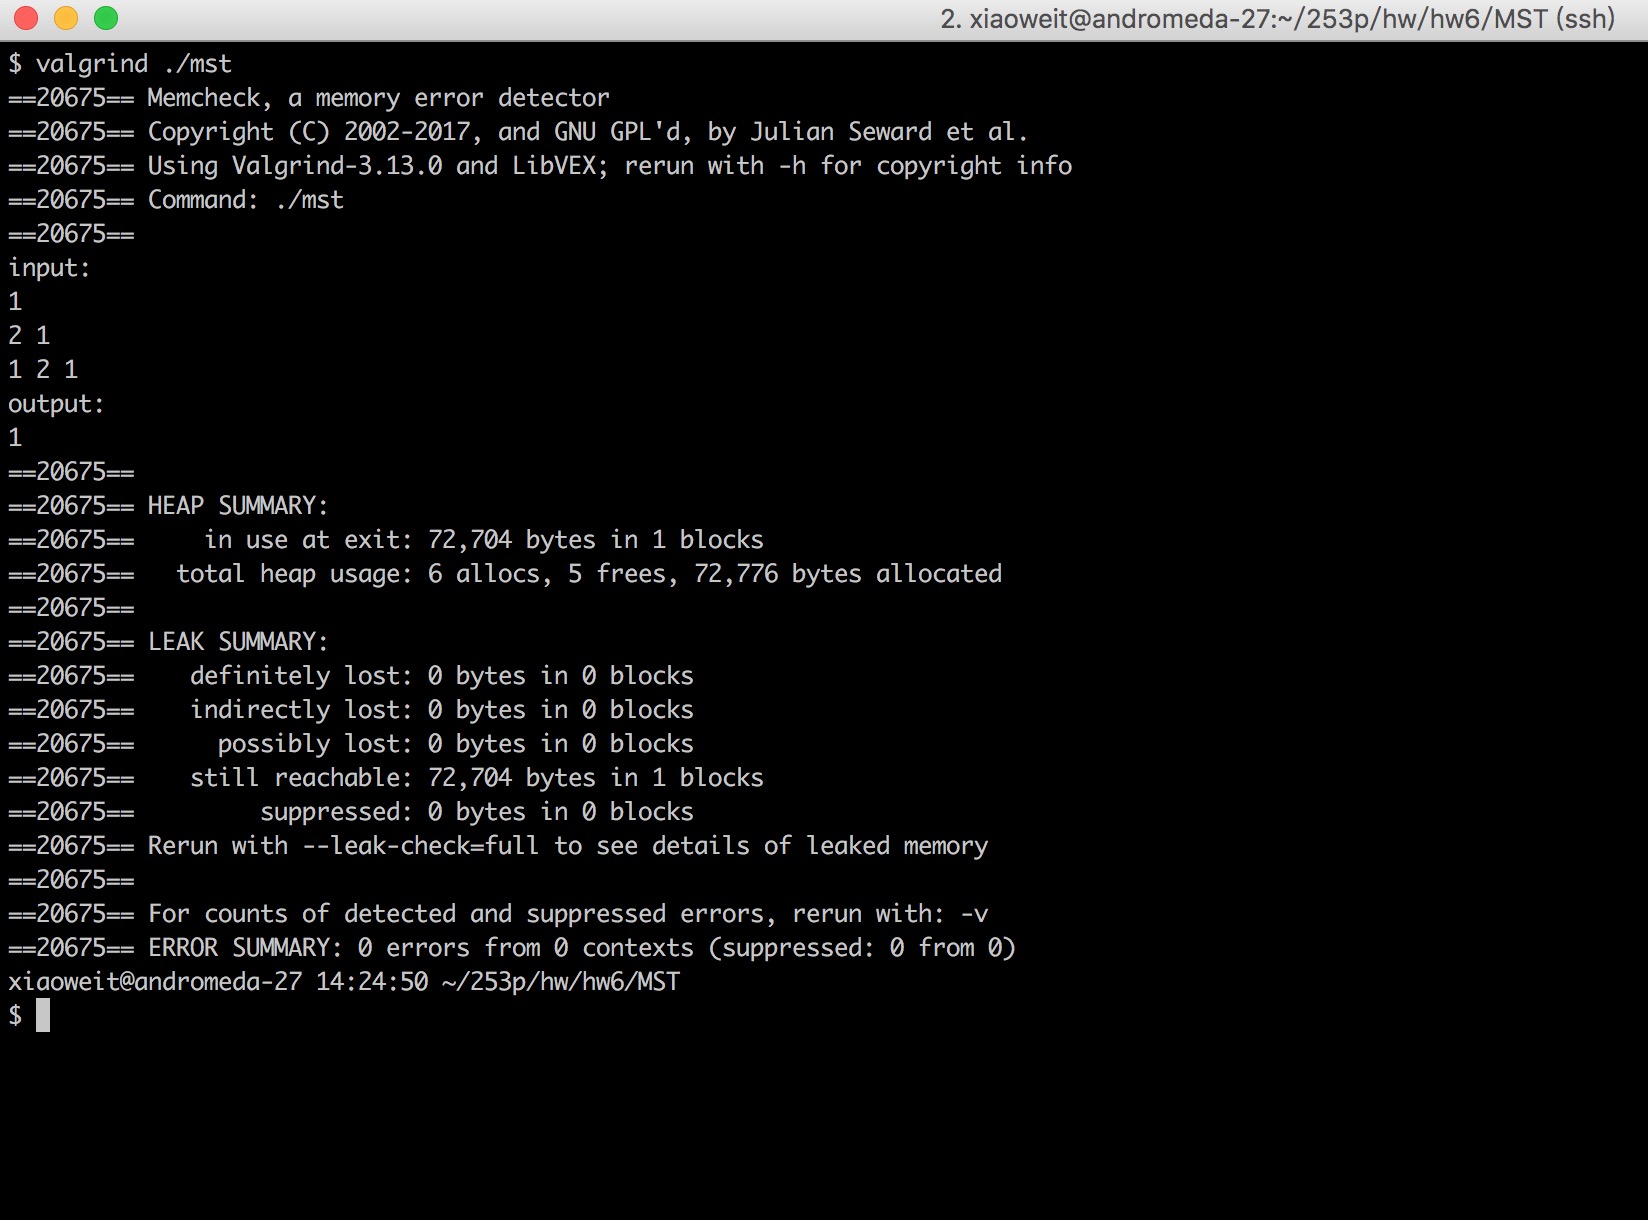 2. xiaoweit@andromeda-27:~/253p/hw/hw6/MST (ssh)
$ valgrind ./mst
==20675== Memcheck, a memory error detector
==20675== Copyright (C) 2002-2017, and GNU GPL'd, by Julian Seward et al.
==20675== Using Valgrind-3.13.0 and LibVEX; rerun with -h for copyright info
==20675== Command: ./mst
==20675==
input:
1
2 1
1 2 1
output:
1
==20675==
==20675== HEAP SUMMARY:
==20675==     in use at exit: 72,704 bytes in 1 blocks
==20675==   total heap usage: 6 allocs, 5 frees, 72,776 bytes allocated
==20675==
==20675== LEAK SUMMARY:
==20675==    definitely lost: 0 bytes in 0 blocks
==20675==    indirectly lost: 0 bytes in 0 blocks
==20675==      possibly lost: 0 bytes in 0 blocks
==20675==    still reachable: 72,704 bytes in 1 blocks
==20675==         suppressed: 0 bytes in 0 blocks
==20675== Rerun with --leak-check=full to see details of leaked memory
==20675==
==20675== For counts of detected and suppressed errors, rerun with: -v
==20675== ERROR SUMMARY: 0 errors from 0 contexts (suppressed: 0 from 0)
xiaoweit@andromeda-27 14:24:50 ~/253p/hw/hw6/MST
$